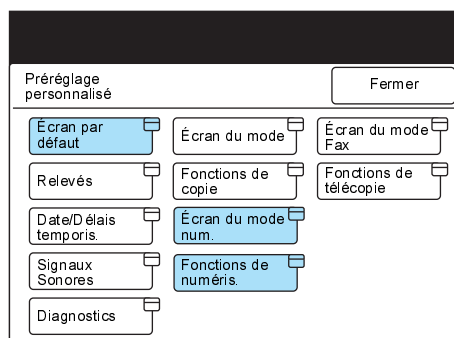 Préréglage
personnalisé
Fermer
Écran par
défaut
Écran du mode
Écran du mode
Fax
Relevés
Fonctions de
copie
Fonctions de
télécopie
Date/Délais
temporis.
Écran du mode
num.
Signaux
Sonores
Fonctions de
numéris.
Diagnostics